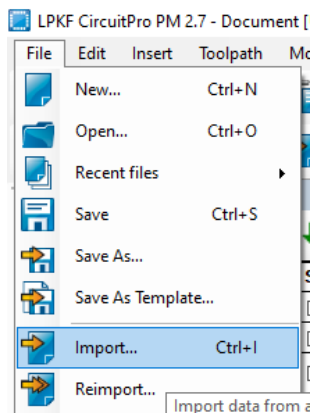 LPKF CircuitPro PM 2.7 - Document [
File Edit Insert Toolpath Mo
New... Ctrl+N
Open... Ctrl+O
Recent files
Save Ctrl+S
Save As...
Save As Template...
Import... Ctrl+I
Reimport...
Import data from a